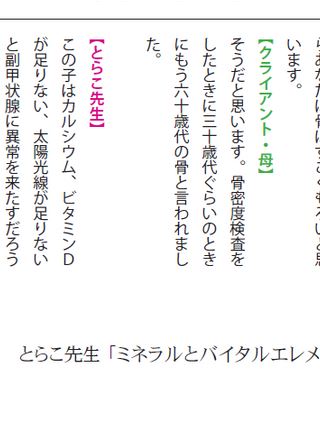 います。
【クライアント・母】
そうだと思います。骨密度検査を
したときに三十歳代ぐらいのとき
にもう六十歳代の骨と言われまし
た。
【とらこ先生】
この子はカルシウム、ビタミンＤ
が足りない、太陽光線が足りない
と副甲状腺に異常を来たすだろう
とらこ先生「ミネラルとバイタルエレメ